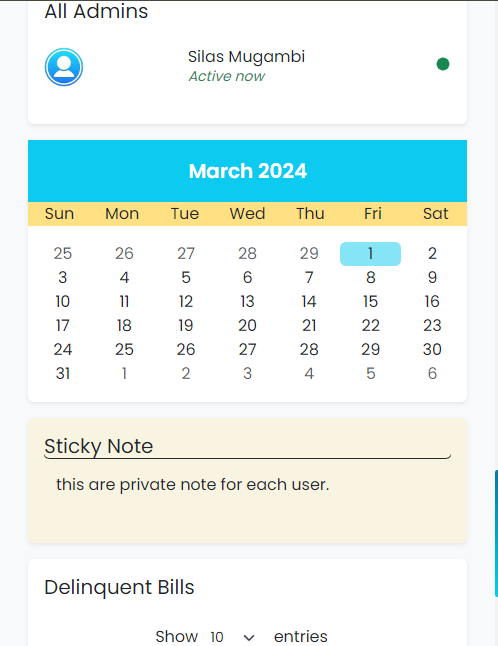 All Admins
Silas Mugambi
Active now
March 2024
Sun Mon Tue Wed Thu Fri Sat
25 26 27 28 29 1 2
3 4 5 6 7 8 9
10 11 12 13 14 15 16
17 18 19 20 21 22 23
24 25 26 27 28 29 30
31 1 2 3 4 5 6
Sticky Note
this are private note for each user.
Delinquent Bills
Show 10 entries